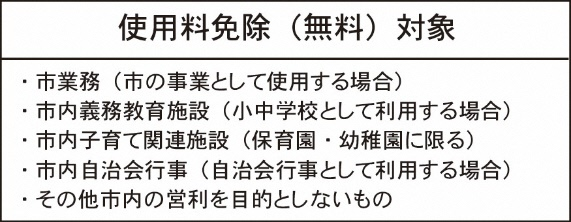 使用料免除（無料）対象
・市業務（市の事業として使用する場合）
・市内義務教育施設（小中学校として利用する場合）
・市内子育て関連施設（保育園・幼稚園に限る）
・市内自治会行事（自治会行事として利用する場合）
・その他市内の営利を目的としないもの